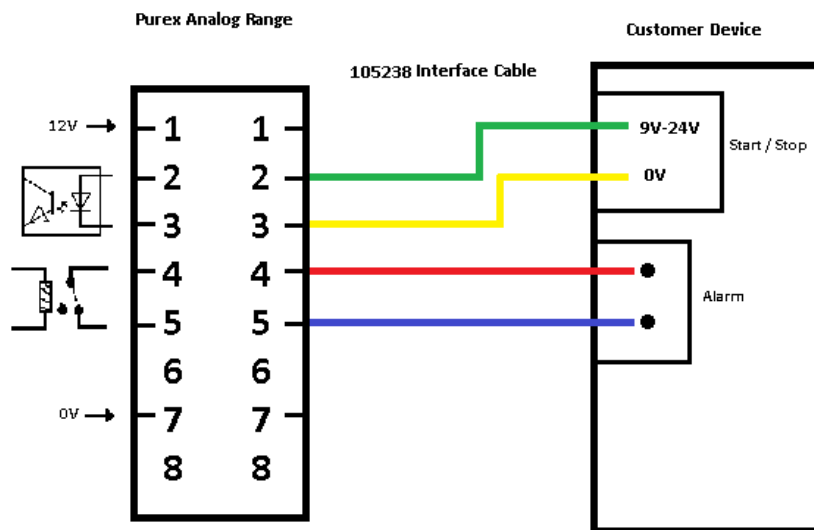 Purex Analog Range
Customer Device
105238 Interface Cable
12V
1 1
9V-24V
Start / Stop
2 2
0V
3 3
4 4
Alarm
5 5
6 6
0V
7 7
8 8